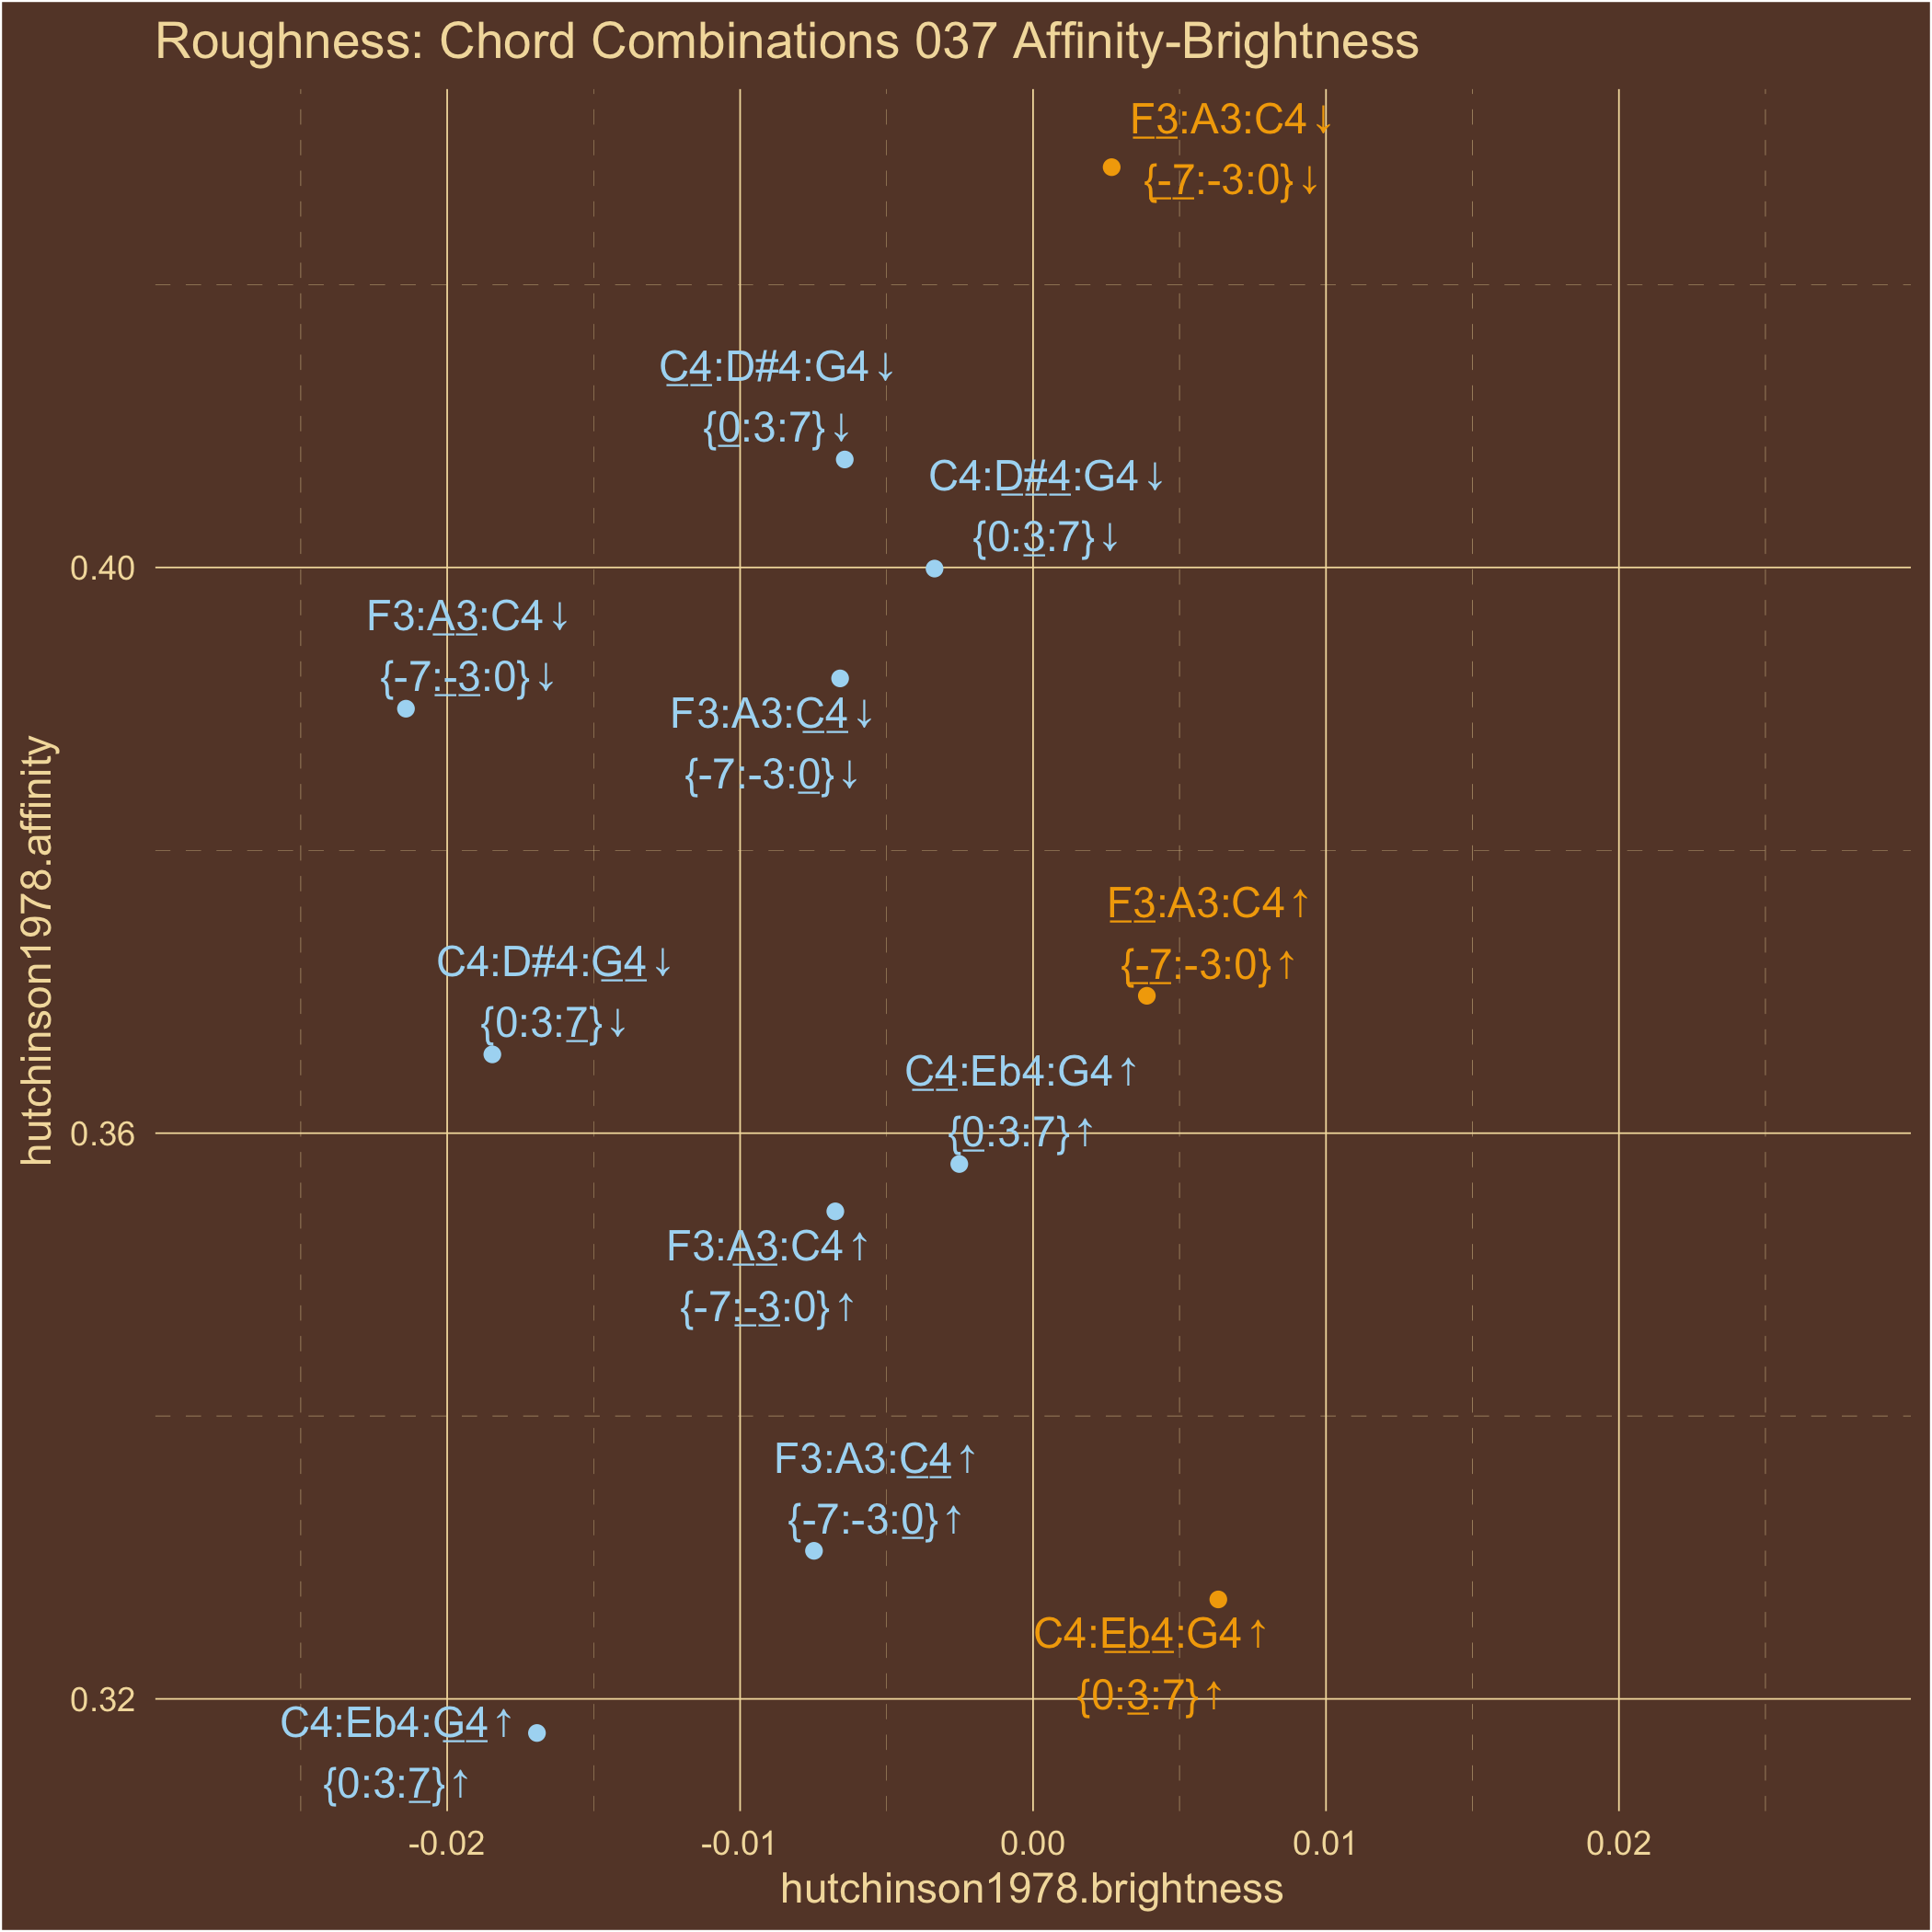 Roughness: Chord Combinations 037 Affinity-Brightness
F3:A3:C4↓
{-7:-3:0}↓
C4:D#4:G4↓
{0:3:7}↓
C4:D#4:G4↓
{0:3:7}↓
0.40
F3:A3:C4↓
{-7:-3:0}↓
F3:A3:C4↓
{-7:-3:0}↓
hutchinson1978.affinity
F3:A3:C4↑
{-7:-3:0}↑
C4:D#4:G4↓
{0:3:7}↓
C4:Eb4:G4↑
{0:3:7}↑
0.36
F3:A3:C4↑
{-7:-3:0}↑
F3:A3:C4↑
{-7:-3:0}↑
C4:Eb4:G4↑
{0:3:7}↑
0.32
C4:Eb4:G4↑
{0:3:7}↑
-0.02 -0.01 0.00 0.01 0.02
hutchinson1978.brightness